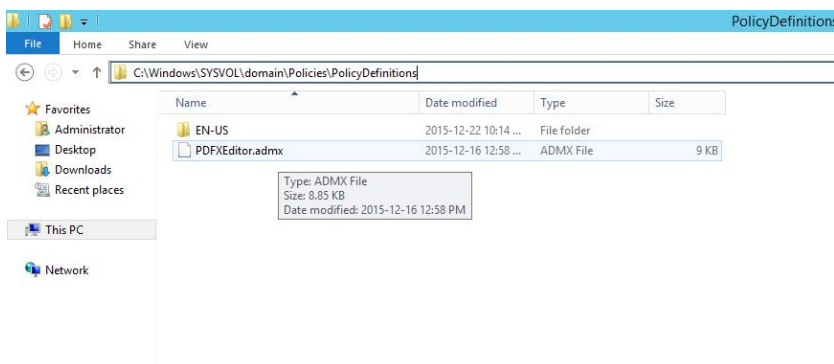 PolicyDefinitions
File Home Share View
C:\Windows\SYSVOL\domain\Policies\PolicyDefinitions
Favorites
Administrator
Desktop
Downloads
Recent places
This PC
Network
Name Date modified Type Size
EN-US 2015-12-22 10:14 ... File folder
PDFXEditor.admx 2015-12-16 12:58 ... ADMX File 9 KB
Type: ADMX File
Size: 8.85 KB
Date modified: 2015-12-16 12:58 PM